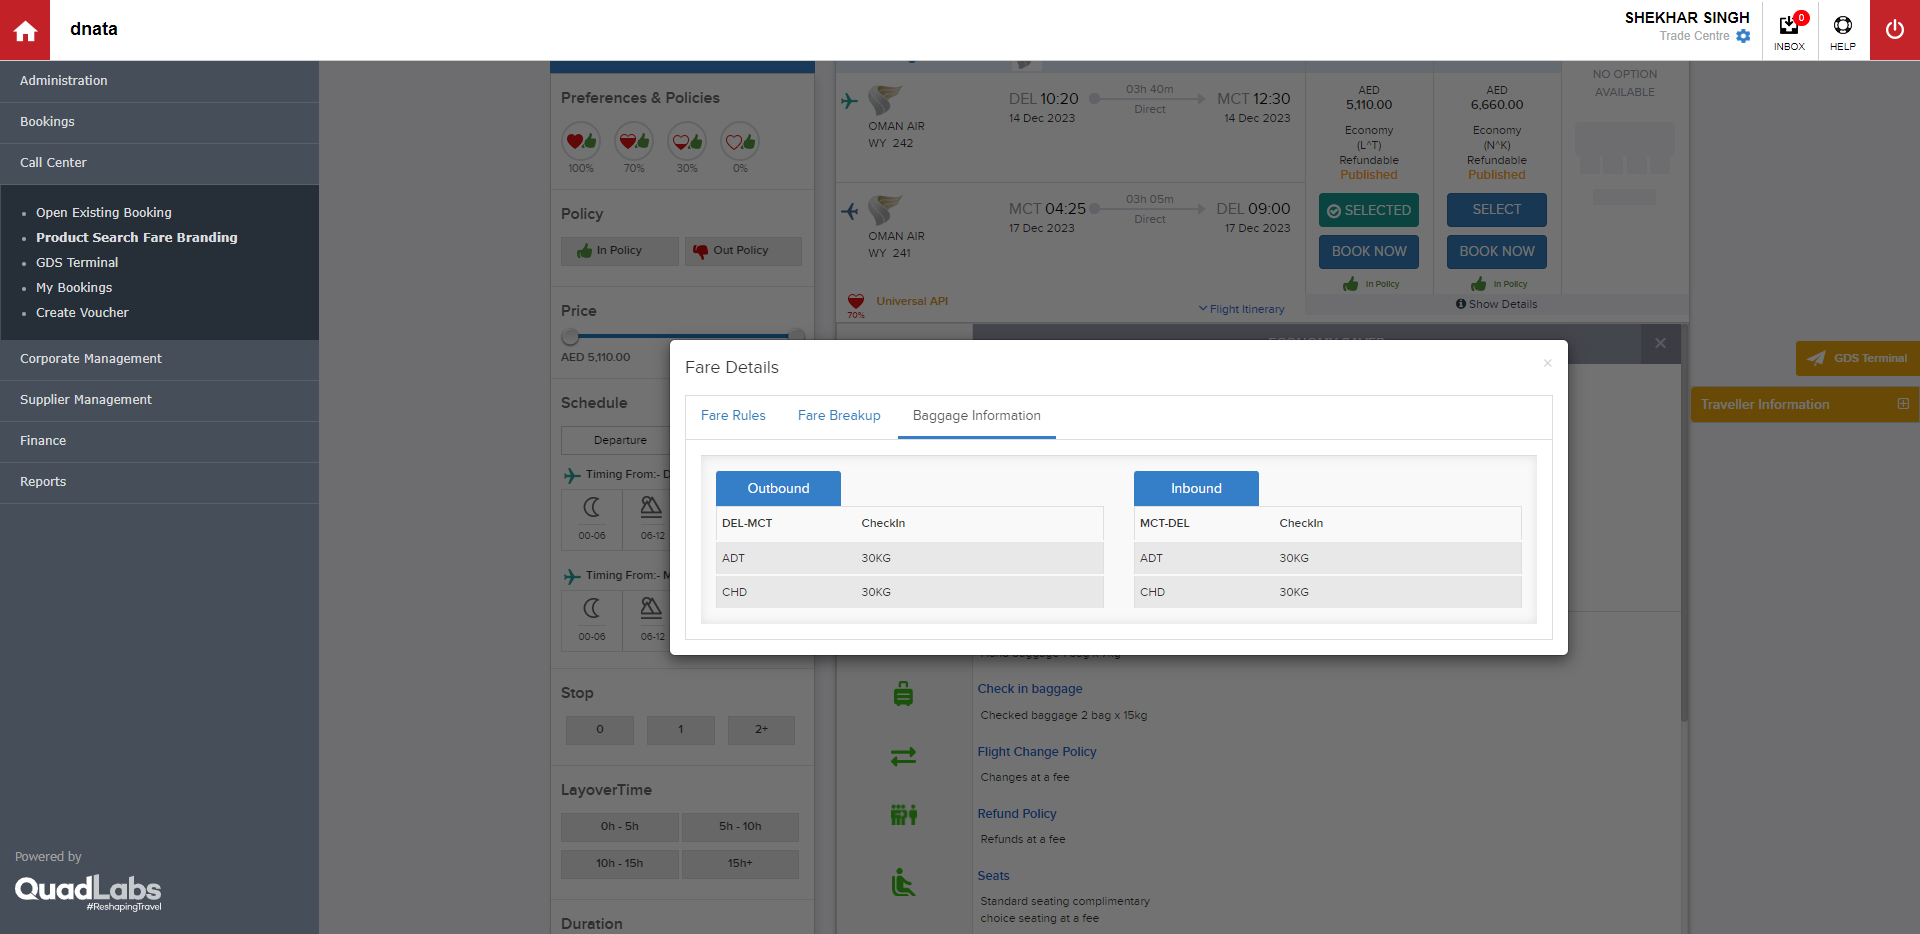 dnata
SHEKHAR SINGH
Trade Centre
0
INBOX
HELP
Administration
Bookings
Call Center
Open Existing Booking
Product Search Fare Branding
GDS Terminal
My Bookings
Create Voucher
Corporate Management
Supplier Management
Finance
Reports
Powered by
QuadLabs
#ReshapingTravel
Preferences & Policies
100%
70%
30%
0%
Policy
In Policy
Out Policy
Price
AED 5,110.00
Schedule
Departure
Timing From:- D
00-06
06-12
Timing From:- M
00-06
06-12
Stop
0
1
2+
LayoverTime
0h - 5h
5h - 10h
10h - 15h
15h+
Duration
OMAN AIR
WY 242
DEL 10:20
14 Dec 2023
03h 40m
Direct
MCT 12:30
14 Dec 2023
OMAN AIR
WY 241
MCT 04:25
17 Dec 2023
03h 05m
Direct
DEL 09:00
17 Dec 2023
70%
Universal API
Flight Itinerary
AED
5,110.00
Economy
(L^T)
Refundable
Published
SELECTED
BOOK NOW
In Policy
AED
6,660.00
Economy
(N^K)
Refundable
Published
SELECT
BOOK NOW
In Policy
Show Details
NO OPTION
AVAILABLE
GDS Terminal
Traveller Information
Fare Details
×
Fare Rules
Fare Breakup
Baggage Information
Outbound
DEL-MCT CheckIn
ADT 30KG
CHD 30KG
Inbound
MCT-DEL CheckIn
ADT 30KG
CHD 30KG
Check in baggage
Checked baggage 2 bag x 15kg
Flight Change Policy
Changes at a fee
Refund Policy
Refunds at a fee
Seats
Standard seating complimentary
choice seating at a fee